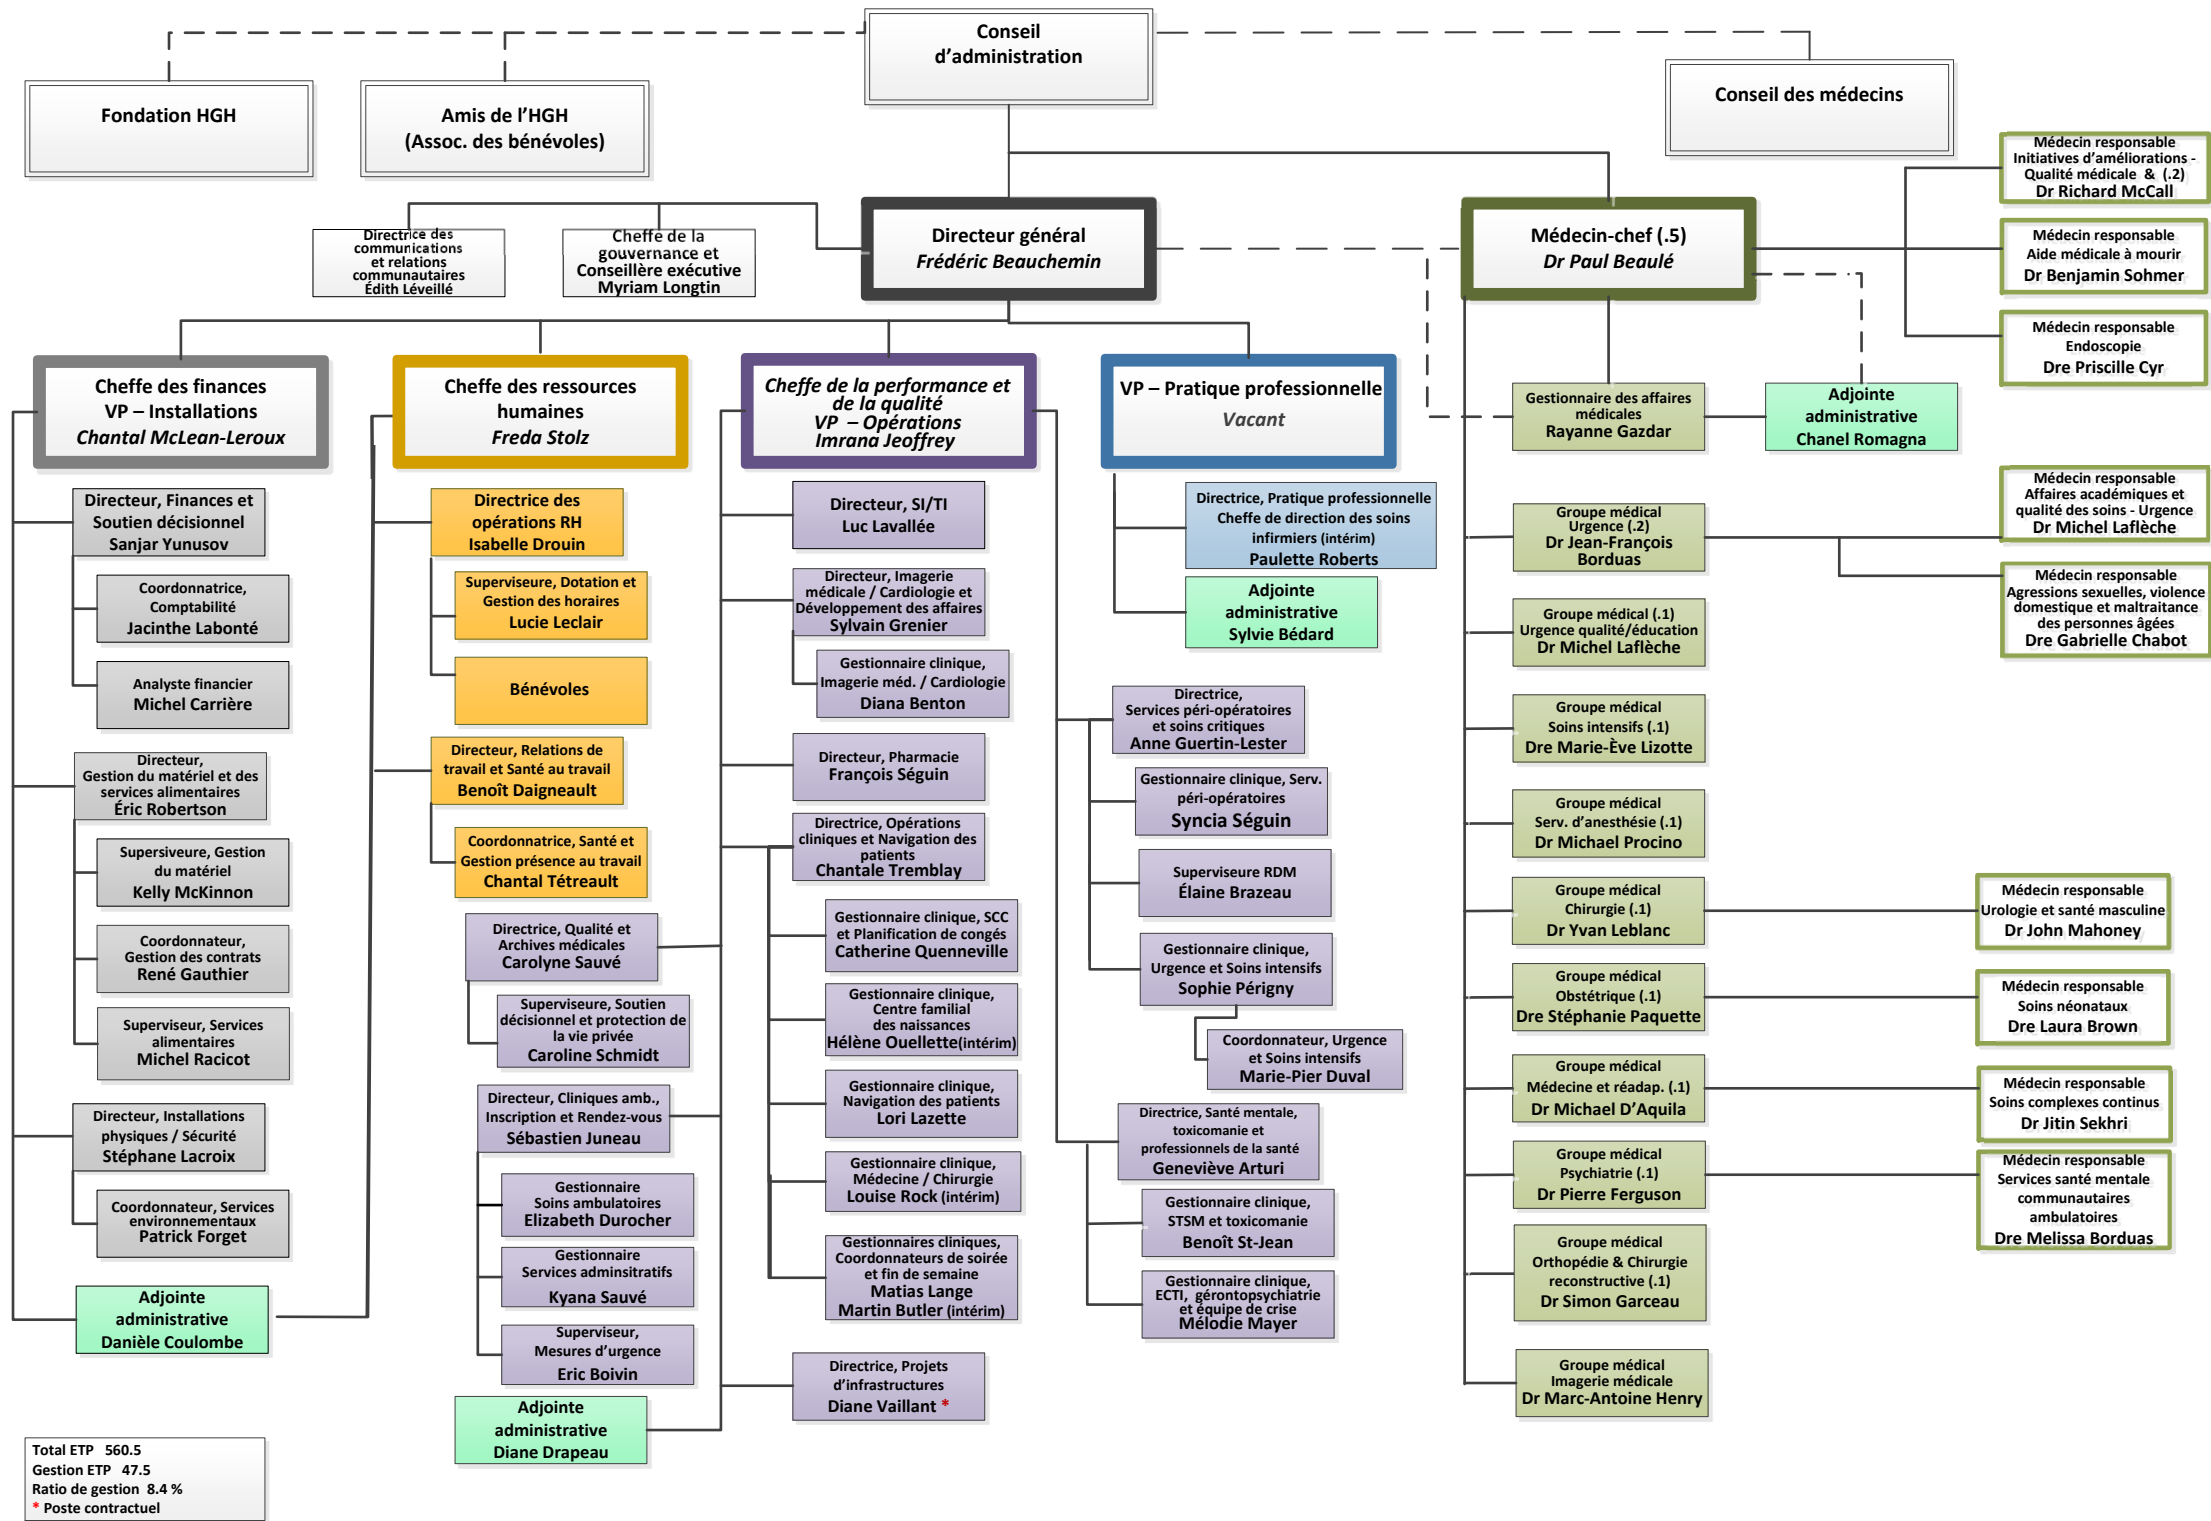 Conseil
d'administration
Fondation HGH
Amis de l'HGH
(Assoc. des bénévoles)
Conseil des médecins
Médecin responsable
Initiatives d'améliorations -
Qualité médicale & (.2)
Dr Richard McCall
Directrice des
communications
et relations
communautaires
Édith Léveillé
Cheffe de la
gouvernance et
Conseillère exécutive
Myriam Longtin
Directeur général
Frédéric Beauchemin
Médecin-chef (.5)
Dr Paul Beaulé
Médecin responsable
Aide médicale à mourir
Dr Benjamin Sohmer
Médecin responsable
Endoscopie
Dre Priscille Cyr
Cheffe des finances
VP – Installations
Chantal McLean-Leroux
Cheffe des ressources
humaines
Freda Stolz
Cheffe de la performance et
de la qualité
VP – Opérations
Imrana Jeoffrey
VP – Pratique professionnelle
Vacant
Gestionnaire des affaires
médicales
Rayanne Gazdar
Adjointe
administrative
Chanel Romagna
Directeur, Finances et
Soutien décisionnel
Sanjar Yunusov
Coordonnatrice,
Comptabilité
Jacinthe Labonté
Analyste financier
Michel Carrière
Directeur,
Gestion du matériel et des
services alimentaires
Éric Robertson
Supersiveure, Gestion
du matériel
Kelly McKinnon
Coordonnateur,
Gestion des contrats
René Gauthier
Superviseur, Services
alimentaires
Michel Racicot
Directeur, Installations
physiques / Sécurité
Stéphane Lacroix
Coordonnateur, Services
environnementaux
Patrick Forget
Adjointe
administrative
Danièle Coulombe
Directrice des
opérations RH
Isabelle Drouin
Superviseure, Dotation et
Gestion des horaires
Lucie Leclair
Bénévoles
Directeur, Relations de
travail et Santé au travail
Benoît Daigneault
Coordonnatrice, Santé et
Gestion présence au travail
Chantal Tétreault
Directrice, Qualité et
Archives médicales
Carolyne Sauvé
Superviseure, Soutien
décisionnel et protection de
la vie privée
Caroline Schmidt
Directeur, Cliniques amb.,
Inscription et Rendez-vous
Sébastien Juneau
Gestionnaire
Soins ambulatoires
Elizabeth Durocher
Gestionnaire
Services adminsitratifs
Kyana Sauvé
Superviseur,
Mesures d'urgence
Eric Boivin
Adjointe
administrative
Diane Drapeau
Directeur, SI/TI
Luc Lavallée
Directeur, Imagerie
médicale / Cardiologie et
Développement des affaires
Sylvain Grenier
Gestionnaire clinique,
Imagerie méd. / Cardiologie
Diana Benton
Directeur, Pharmacie
François Séguin
Directrice, Opérations
cliniques et Navigation des
patients
Chantale Tremblay
Gestionnaire clinique, SCC
et Planification de congés
Catherine Quenneville
Gestionnaire clinique,
Centre familial
des naissances
Hélène Ouellette(intérim)
Gestionnaire clinique,
Navigation des patients
Lori Lazette
Gestionnaire clinique,
Médecine / Chirurgie
Louise Rock (intérim)
Gestionnaires cliniques,
Coordonnateurs de soirée
et fin de semaine
Matias Lange
Martin Butler (intérim)
Directrice, Projets
d'infrastructures
Diane Vaillant *
Directrice, Pratique professionnelle
Cheffe de direction des soins
infirmiers (intérim)
Paulette Roberts
Adjointe
administrative
Sylvie Bédard
Directrice,
Services péri-opératoires
et soins critiques
Anne Guertin-Lester
Gestionnaire clinique, Serv.
péri-opératoires
Syncia Séguin
Superviseure RDM
Élaine Brazeau
Gestionnaire clinique,
Urgence et Soins intensifs
Sophie Périgny
Coordonnateur, Urgence
et Soins intensifs
Marie-Pier Duval
Directrice, Santé mentale,
toxicomanie et
professionnels de la santé
Geneviève Arturi
Gestionnaire clinique,
STSM et toxicomanie
Benoît St-Jean
Gestionnaire clinique,
ECTI, gérontopsychiatrie
et équipe de crise
Mélodie Mayer
Groupe médical
Urgence (.2)
Dr Jean-François
Borduas
Médecin responsable
Affaires académiques et
qualité des soins - Urgence
Dr Michel Laflèche
Médecin responsable
Agressions sexuelles, violence
domestique et maltraitance
des personnes âgées
Dre Gabrielle Chabot
Groupe médical (.1)
Urgence qualité/éducation
Dr Michel Laflèche
Groupe médical
Soins intensifs (.1)
Dre Marie-Ève Lizotte
Groupe médical
Serv. d'anesthésie (.1)
Dr Michael Procino
Groupe médical
Chirurgie (.1)
Dr Yvan Leblanc
Médecin responsable
Urologie et santé masculine
Dr John Mahoney
Groupe médical
Obstétrique (.1)
Dre Stéphanie Paquette
Médecin responsable
Soins néonataux
Dre Laura Brown
Groupe médical
Médecine et réadap. (.1)
Dr Michael D'Aquila
Médecin responsable
Soins complexes continus
Dr Jitin Sekhri
Groupe médical
Psychiatrie (.1)
Dr Pierre Ferguson
Médecin responsable
Services santé mentale
communautaires
ambulatoires
Dre Melissa Borduas
Groupe médical
Orthopédie & Chirurgie
reconstructive (.1)
Dr Simon Garceau
Groupe médical
Imagerie médicale
Dr Marc-Antoine Henry
Total ETP 560.5
Gestion ETP 47.5
Ratio de gestion 8.4 %
* Poste contractuel